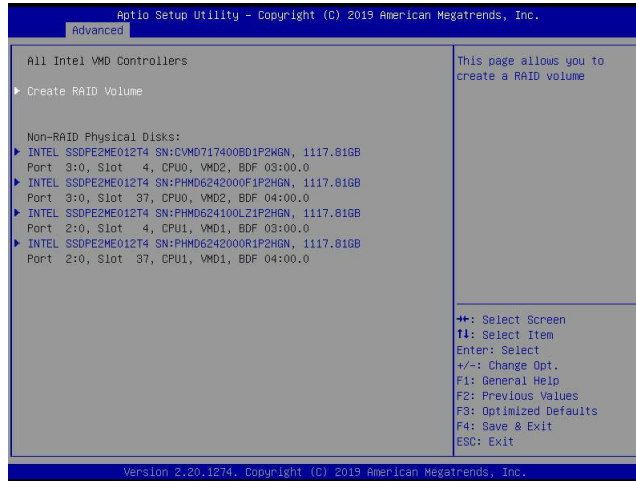 Aptio Setup Utility – Copyright (C) 2019 American Megatrends, Inc.
Advanced
All Intel VMD Controllers
Create RAID Volume
Non-RAID Physical Disks:
INTEL SSDPE2ME012T4 SN:CVMD717400BD1P2WGN, 1117.81GB
Port 3:0, Slot 4, CPU0, VMD2, BDF 03:00.0
INTEL SSDPE2ME012T4 SN:PHMD6242000F1P2HGN, 1117.81GB
Port 3:0, Slot 37, CPU0, VMD2, BDF 04:00.0
INTEL SSDPE2ME012T4 SN:PHMD624100LZ1P2HGN, 1117.81GB
Port 2:0, Slot 4, CPU1, VMD1, BDF 03:00.0
INTEL SSDPE2ME012T4 SN:PHMD6242000R1P2HGN, 1117.81GB
Port 2:0, Slot 37, CPU1, VMD1, BDF 04:00.0
This page allows you to
create a RAID volume
→←: Select Screen
↑↓: Select Item
Enter: Select
+/-: Change Opt.
F1: General Help
F2: Previous Values
F3: Optimized Defaults
F4: Save & Exit
ESC: Exit
Version 2.20.1274. Copyright (C) 2019 American Megatrends, Inc.